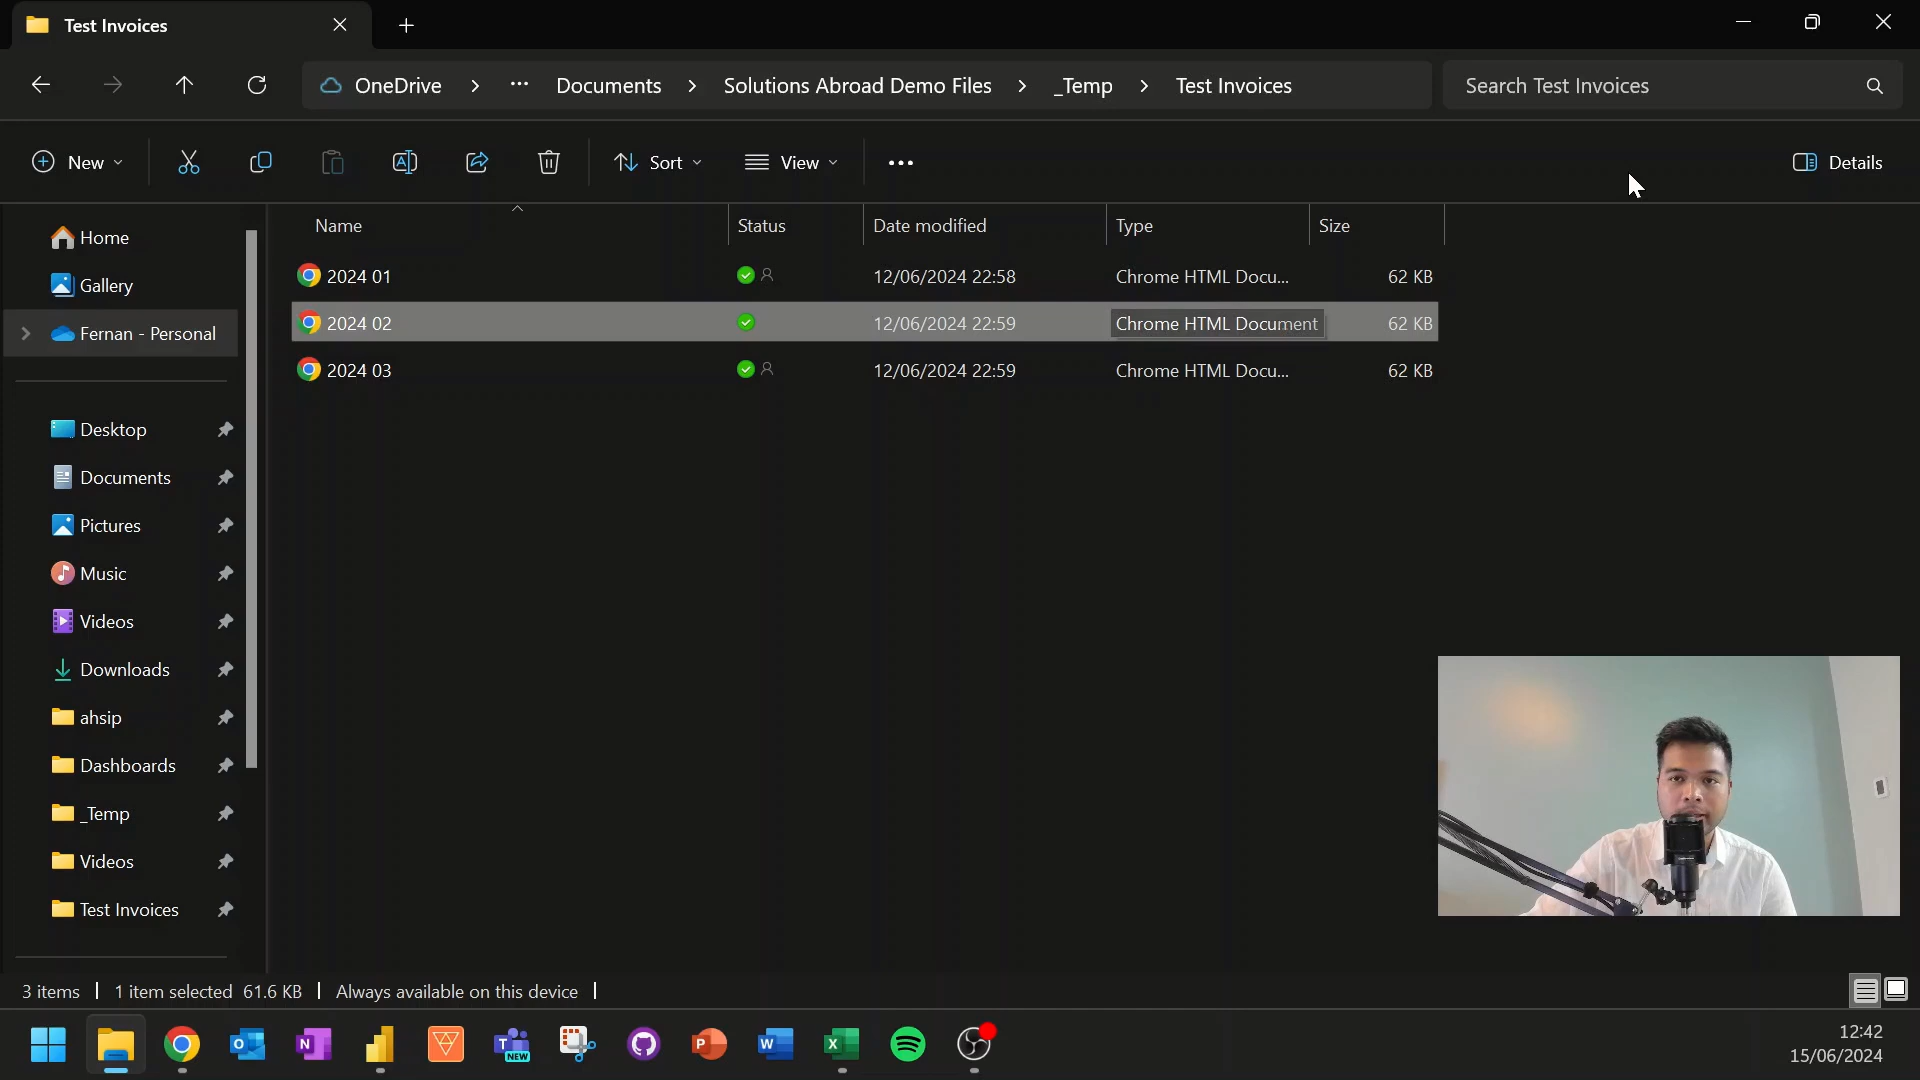 Test Invoices
OneDrive > ... Documents > Solutions Abroad Demo Files > _Temp > Test Invoices
Search Test Invoices
New
Sort
View
Details
Name Status Date modified Type Size
2024 01 12/06/2024 22:58 Chrome HTML Docu... 62 KB
2024 02 12/06/2024 22:59 Chrome HTML Document 62 KB
2024 03 12/06/2024 22:59 Chrome HTML Docu... 62 KB
Home
Gallery
Fernan - Personal
Desktop
Documents
Pictures
Music
Videos
Downloads
ahsip
Dashboards
_Temp
Videos
Test Invoices
3 items | 1 item selected 61.6 KB | Always available on this device |
NEW
12:42
15/06/2024